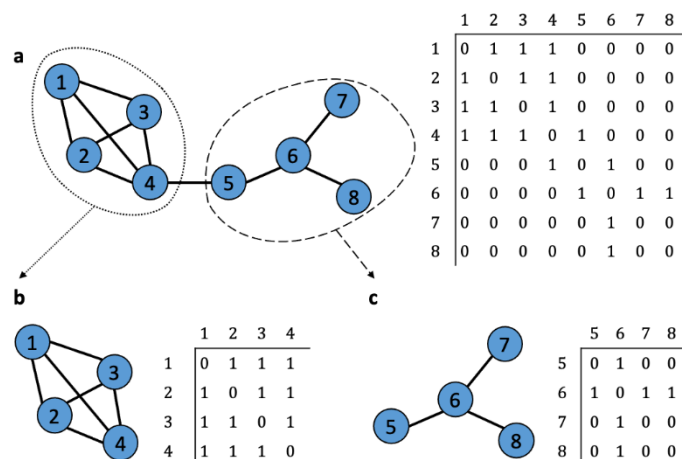 a
1
2
3
4
5
6
7
8
1 2 3 4 5 6 7 8
1 0 1 1 1 0 0 0 0
2 1 0 1 1 0 0 0 0
3 1 1 0 1 0 0 0 0
4 1 1 1 0 1 0 0 0
5 0 0 0 1 0 1 0 0
6 0 0 0 0 1 0 1 1
7 0 0 0 0 0 1 0 0
8 0 0 0 0 0 1 0 0
b
1
2
3
4
1 2 3 4
1 0 1 1 1
2 1 0 1 1
3 1 1 0 1
4 1 1 1 0
c
7
6
5
8
5 6 7 8
5 0 1 0 0
6 1 0 1 1
7 0 1 0 0
8 0 1 0 0